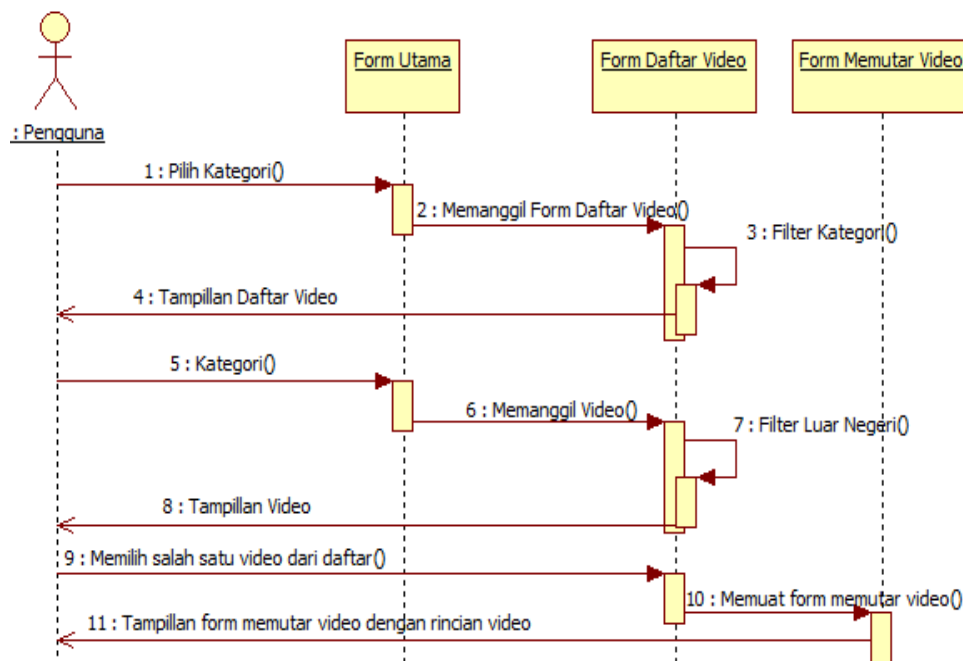 Form Utama
Form Daftar Video
Form Memutar Video
: Pengguna
1 : Pilih Kategori()
2 : Memanggil Form Daftar Video()
3 : Filter Kategori()
4 : Tampillan Daftar Video
5 : Kategori()
6 : Memanggil Video()
7 : Filter Luar Negeri()
8 : Tampillan Video
9 : Memilih salah satu video dari daftar()
10 : Memuat form memutar video()
11 : Tampillan form memutar video dengan rincian video